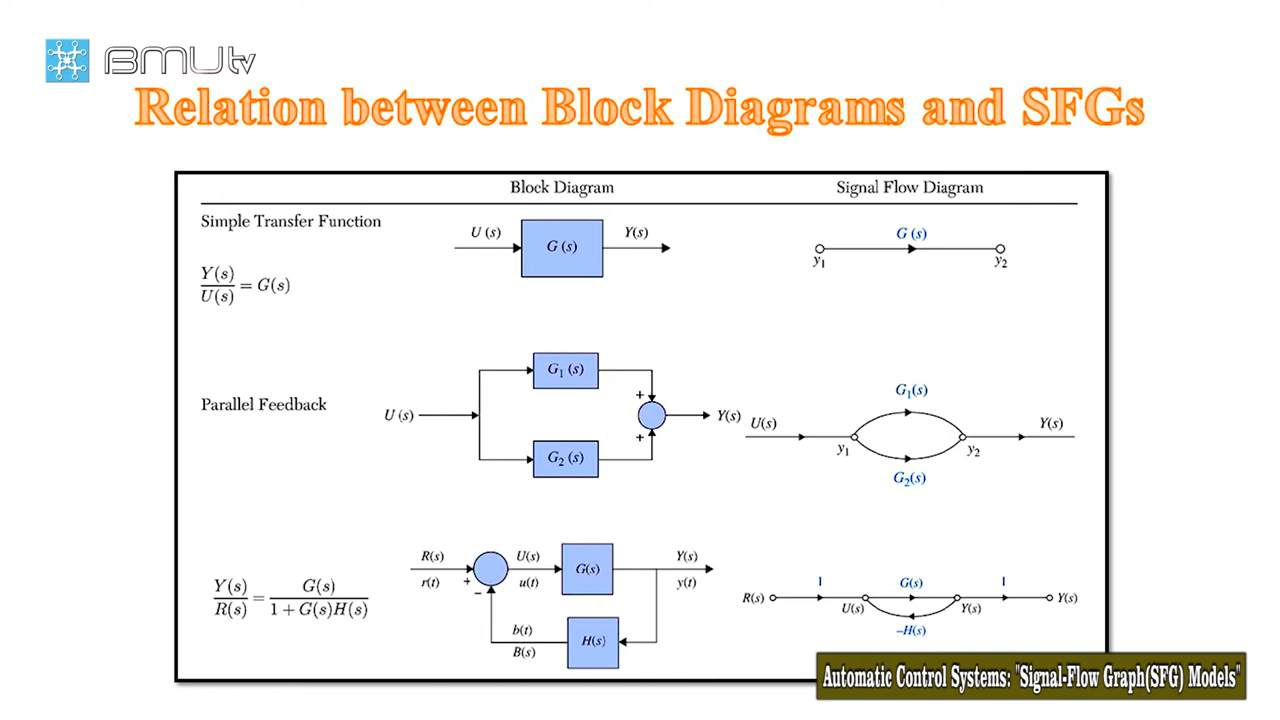 BMUtv
Relation between Block Diagrams and SFGs
Block Diagram
Signal Flow Diagram
Simple Transfer Function
U (s)
G (s)
Y(s)
G (s)
y₁
y₂
Y(s)
U(s)
= G(s)
Parallel Feedback
U (s)
G₁ (s)
+
+
G₂ (s)
Y(s)
U(s)
G₁(s)
y₁
y₂
G₂(s)
Y(s)
Y(s)
R(s)
=
G(s)
1 + G(s)H(s)
R(s)
r(t)
+
−
U(s)
u(t)
G(s)
Y(s)
y(t)
b(t)
B(s)
H(s)
R(s)
1
U(s)
G(s)
−H(s)
Y(s)
1
Y(s)
Automatic Control Systems: "Signal-Flow Graph(SFG) Models"